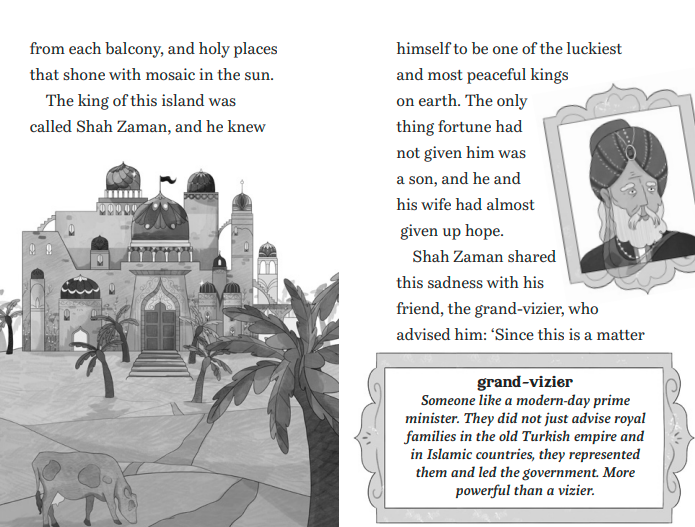 from each balcony, and holy places
that shone with mosaic in the sun.
The king of this island was
called Shah Zaman, and he knew
himself to be one of the luckiest
and most peaceful kings
on earth. The only
thing fortune had
not given him was
a son, and he and
his wife had almost
given up hope.
Shah Zaman shared
this sadness with his
friend, the grand-vizier, who
advised him: ‘Since this is a matter
grand-vizier
Someone like a modern-day prime
minister. They did not just advise royal
families in the old Turkish empire and
in Islamic countries, they represented
them and led the government. More
powerful than a vizier.